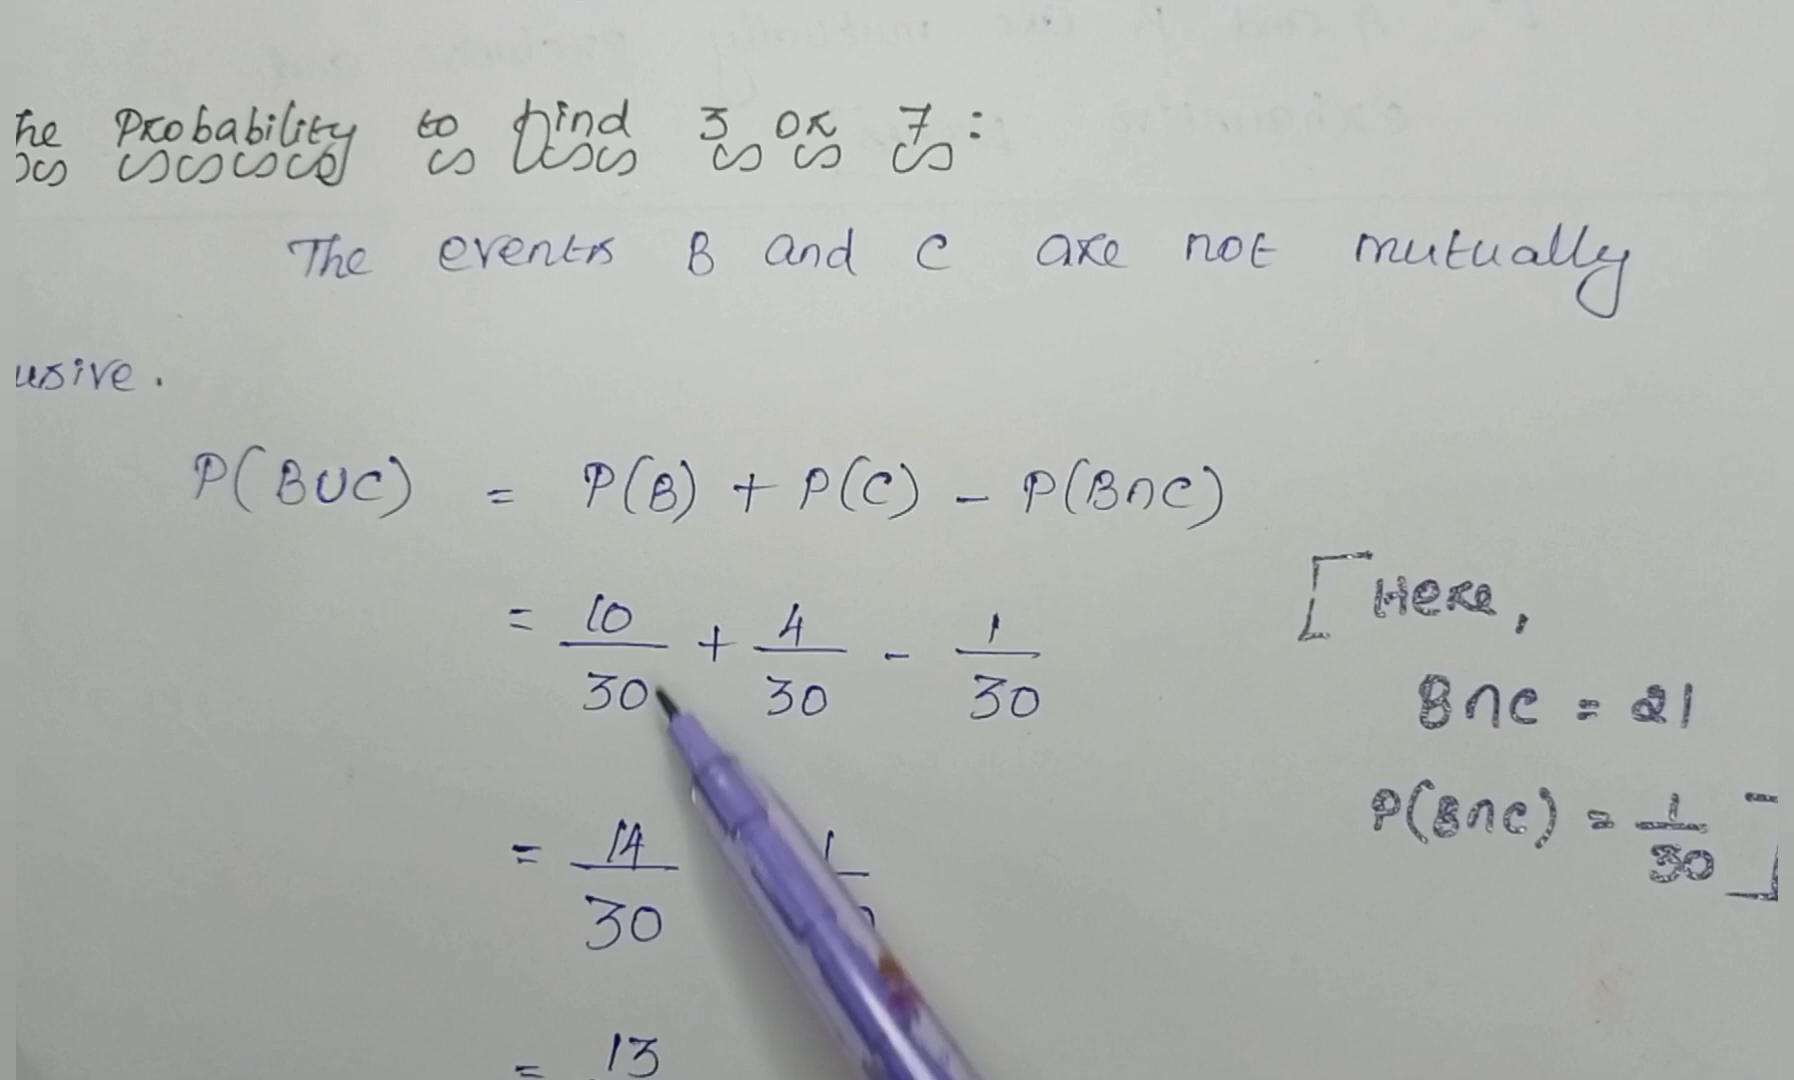 he Probability to find 3 or 7:
The events B and C are not mutually
usive.
P(B∪C) = P(B) + P(C) - P(B∩C)
= 10/30 + 4/30 - 1/30
[Here,
B∩C = 21
P(B∩C) = 1/30]
= 14/30 1
= 13